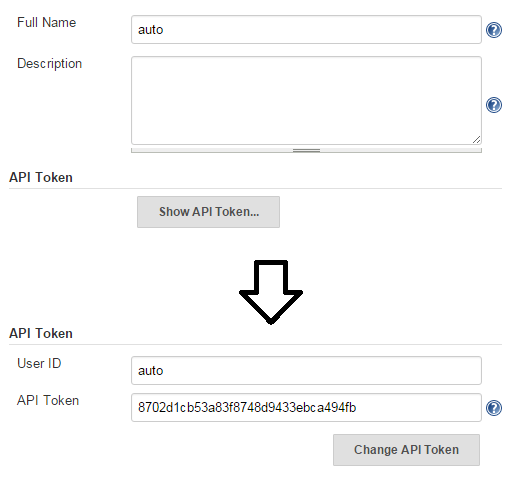 Full Name
auto
Description
API Token
Show API Token...
API Token
User ID
auto
API Token
8702d1cb53a83f8748d9433ebca494fb
Change API Token